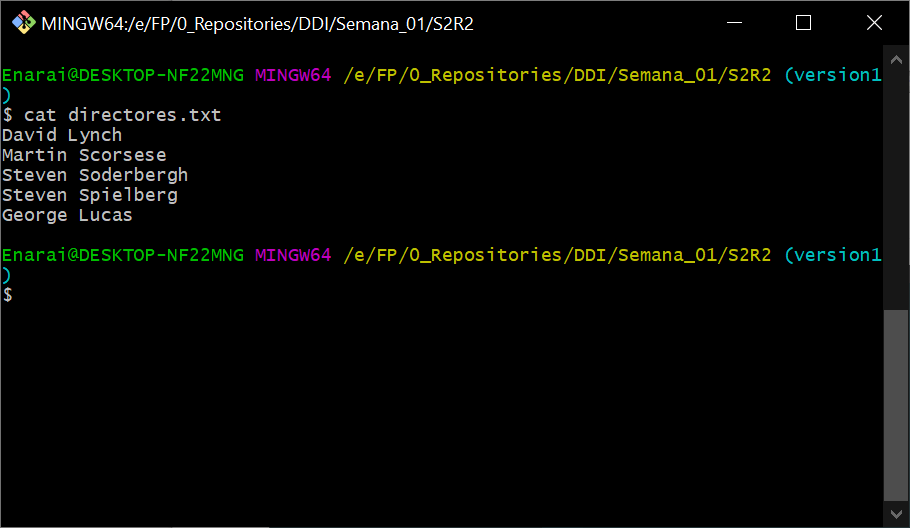 MINGW64:/e/FP/0_Repositories/DDI/Semana_01/S2R2
Enarai@DESKTOP-NF22MNG MINGW64 /e/FP/0_Repositories/DDI/Semana_01/S2R2 (version1
)
$ cat directores.txt
David Lynch
Martin Scorsese
Steven Soderbergh
Steven Spielberg
George Lucas
Enarai@DESKTOP-NF22MNG MINGW64 /e/FP/0_Repositories/DDI/Semana_01/S2R2 (version1
)
$